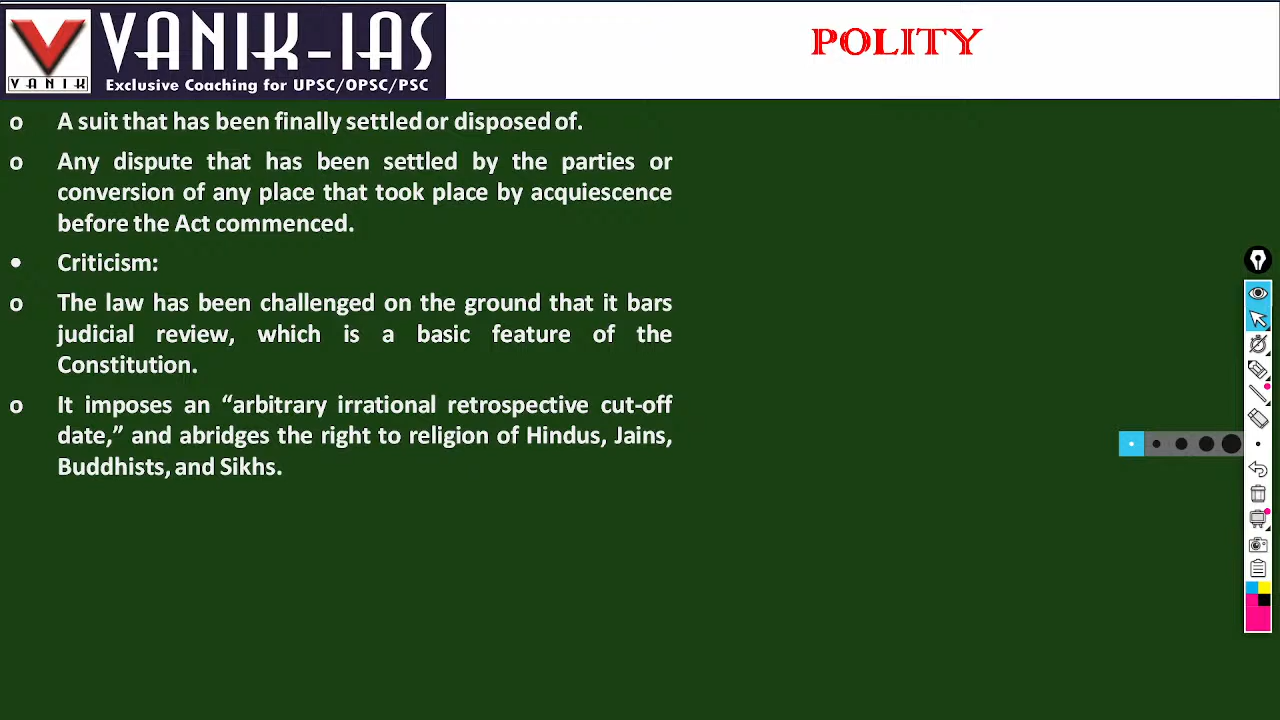 VANIK
VANIK-IAS
Exclusive Coaching for UPSC/OPSC/PSC
POLITY
o A suit that has been finally settled or disposed of.
o Any dispute that has been settled by the parties or
conversion of any place that took place by acquiescence
before the Act commenced.
• Criticism:
o The law has been challenged on the ground that it bars
judicial review, which is a basic feature of the
Constitution.
o It imposes an “arbitrary irrational retrospective cut-off
date,” and abridges the right to religion of Hindus, Jains,
Buddhists, and Sikhs.